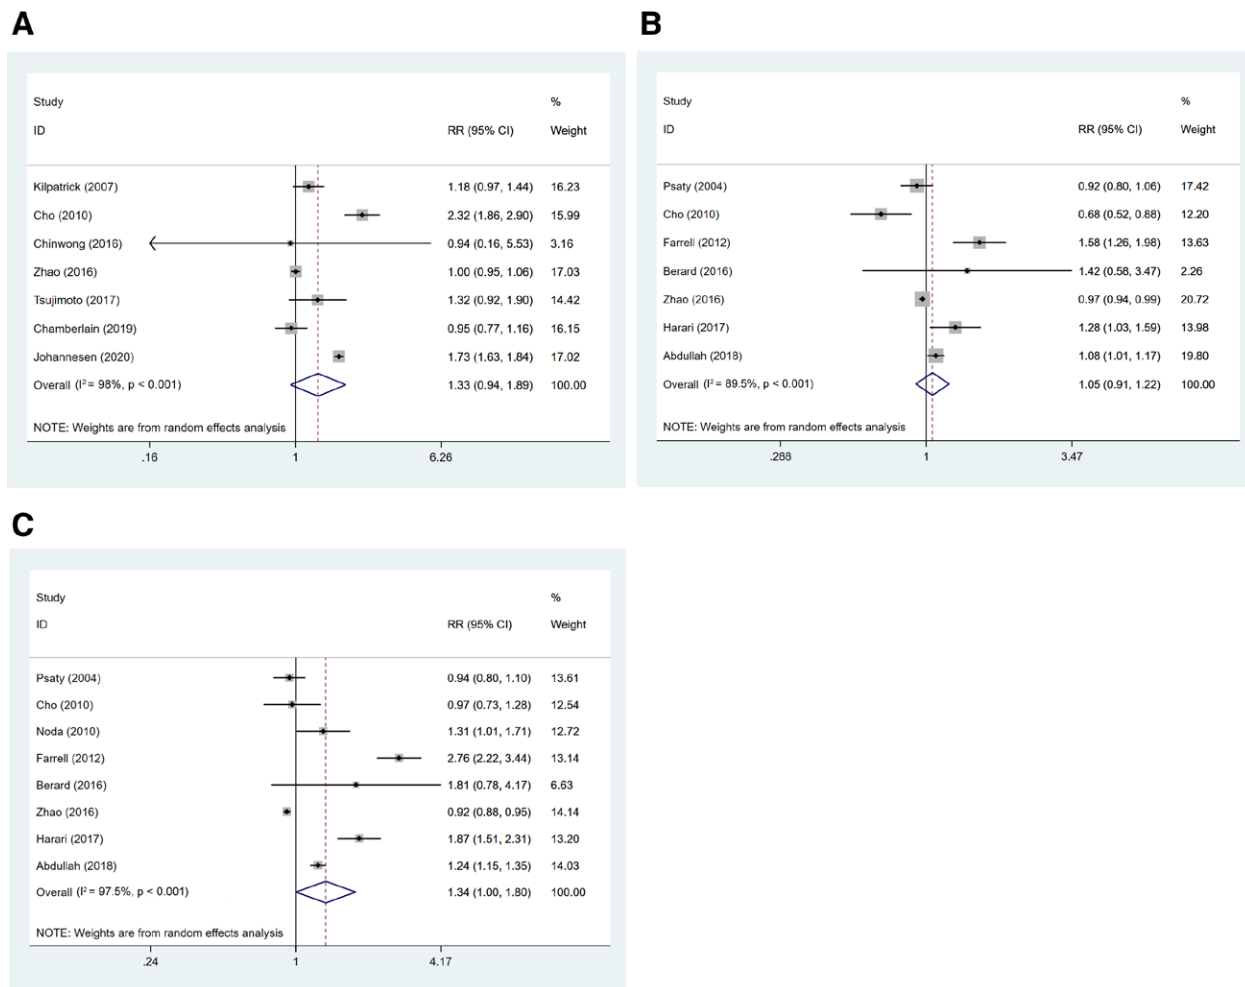 A
Study %
ID RR (95% CI) Weight
Kilpatrick (2007) 1.18 (0.97, 1.44) 16.23
Cho (2010) 2.32 (1.86, 2.90) 15.99
Chinwong (2016) 0.94 (0.16, 5.53) 3.16
Zhao (2016) 1.00 (0.95, 1.06) 17.03
Tsujimoto (2017) 1.32 (0.92, 1.90) 14.42
Chamberlain (2019) 0.95 (0.77, 1.16) 16.15
Johannesen (2020) 1.73 (1.63, 1.84) 17.02
Overall (I² = 98%, p < 0.001) 1.33 (0.94, 1.89) 100.00
NOTE: Weights are from random effects analysis
.16 1 6.26
B
Study %
ID RR (95% CI) Weight
Psaty (2004) 0.92 (0.80, 1.06) 17.42
Cho (2010) 0.68 (0.52, 0.88) 12.20
Farrell (2012) 1.58 (1.26, 1.98) 13.63
Berard (2016) 1.42 (0.58, 3.47) 2.26
Zhao (2016) 0.97 (0.94, 0.99) 20.72
Harari (2017) 1.28 (1.03, 1.59) 13.98
Abdullah (2018) 1.08 (1.01, 1.17) 19.80
Overall (I² = 89.5%, p < 0.001) 1.05 (0.91, 1.22) 100.00
NOTE: Weights are from random effects analysis
.288 1 3.47
C
Study %
ID RR (95% CI) Weight
Psaty (2004) 0.94 (0.80, 1.10) 13.61
Cho (2010) 0.97 (0.73, 1.28) 12.54
Noda (2010) 1.31 (1.01, 1.71) 12.72
Farrell (2012) 2.76 (2.22, 3.44) 13.14
Berard (2016) 1.81 (0.78, 4.17) 6.63
Zhao (2016) 0.92 (0.88, 0.95) 14.14
Harari (2017) 1.87 (1.51, 2.31) 13.20
Abdullah (2018) 1.24 (1.15, 1.35) 14.03
Overall (I² = 97.5%, p < 0.001) 1.34 (1.00, 1.80) 100.00
NOTE: Weights are from random effects analysis
.24 1 4.17